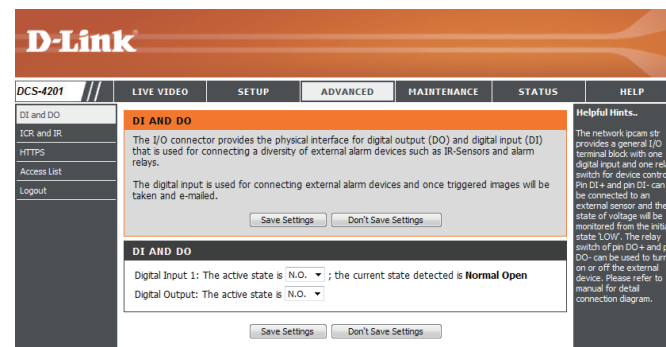 D-Link
DCS-4201 // LIVE VIDEO SETUP ADVANCED MAINTENANCE STATUS HELP
DI and DO
ICR and IR
HTTPS
Access List
Logout
DI AND DO
The I/O connector provides the physical interface for digital output (DO) and digital input (DI)
that is used for connecting a diversity of external alarm devices such as IR-Sensors and alarm
relays.
The digital input is used for connecting external alarm devices and once triggered images will be
taken and e-mailed.
Save Settings Don't Save Settings
DI AND DO
Digital Input 1: The active state is N.O. ; the current state detected is Normal Open
Digital Output: The active state is N.O.
Save Settings Don't Save Settings
Helpful Hints..
The network ipcam str
provides a general I/O
terminal block with one
digital input and one
switch for device
Pin DI+ and pin DI- can
be connected to an
external sensor and the
state of voltage will be
monitored from the
state 'LOW'. The relay
switch of pin DO+ and
DO- can be used to turn
on or off the external
device. Please refer to
manual for detail
connection diagram.